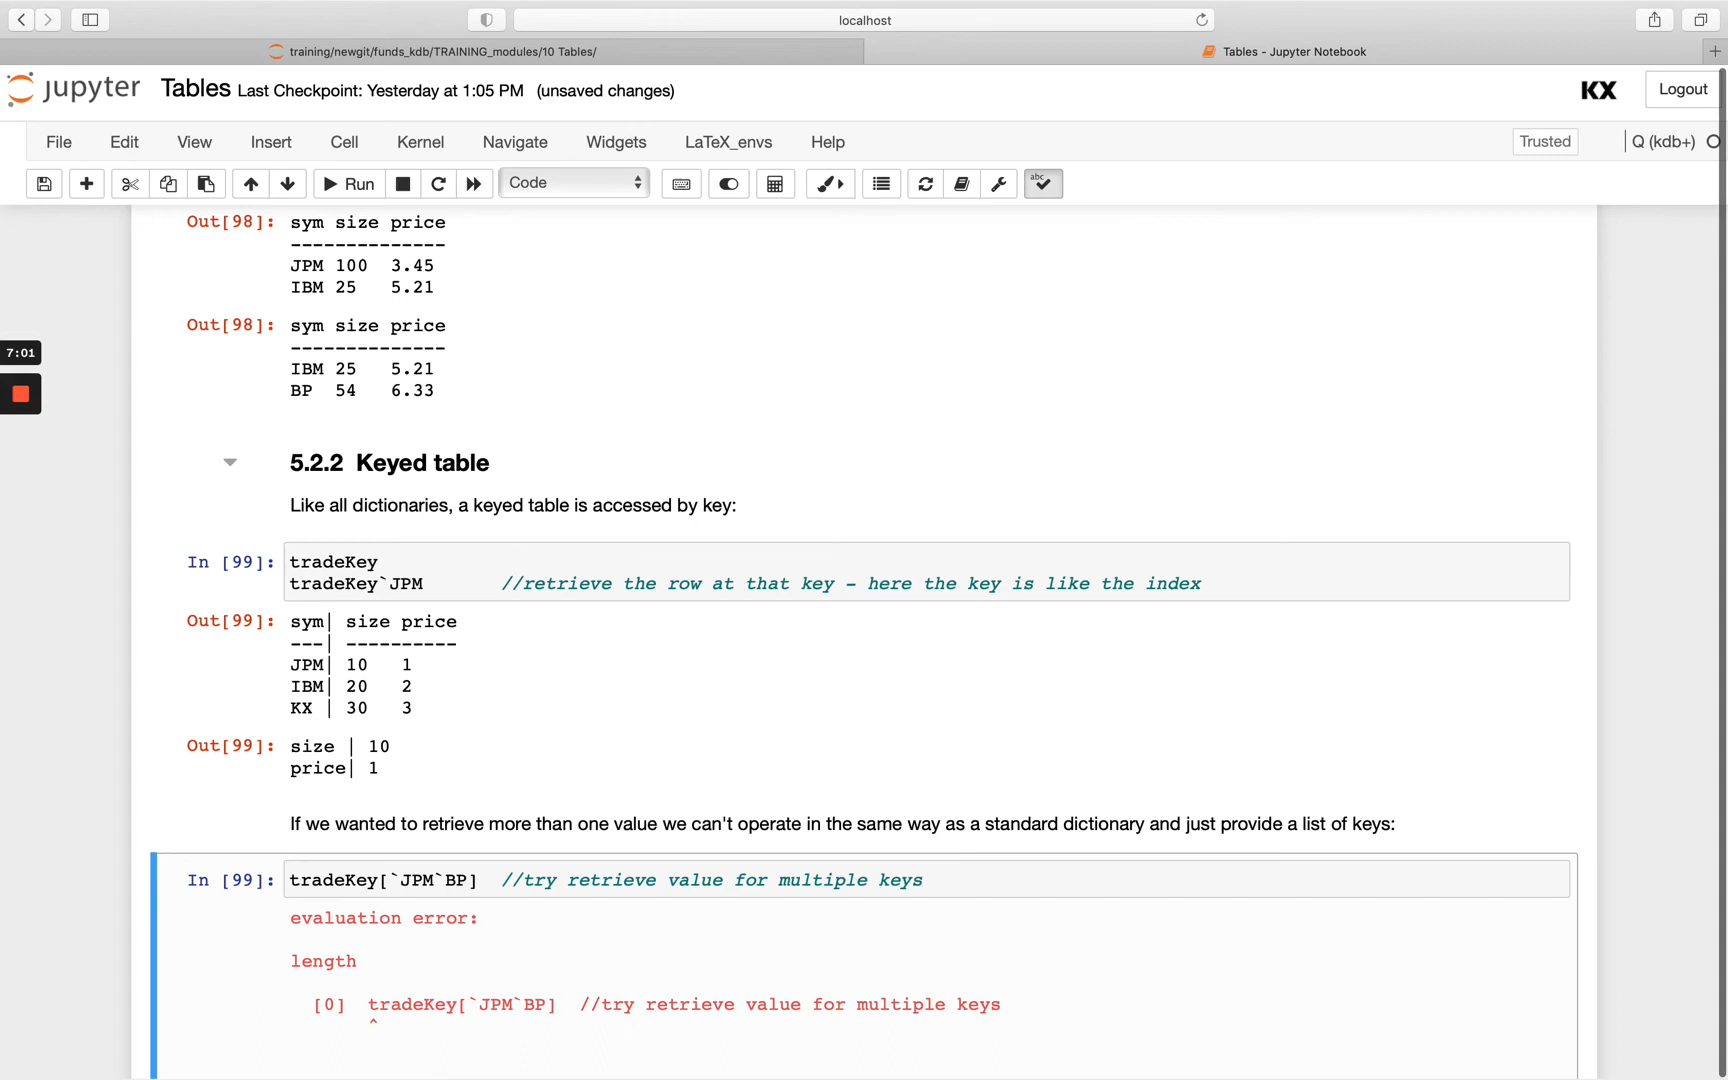 localhost
training/newgit/funds_kdb/TRAINING_modules/10 Tables/
Tables - Jupyter Notebook
jupyter Tables Last Checkpoint: Yesterday at 1:05 PM (unsaved changes)
KX
Logout
File Edit View Insert Cell Kernel Navigate Widgets LaTeX_envs Help
Trusted
Q (kdb+)
Run
Code
abc
Out[98]: sym size price
--------------
JPM 100  3.45
IBM 25   5.21
Out[98]: sym size price
--------------
IBM 25   5.21
BP  54   6.33
7:01
5.2.2 Keyed table
Like all dictionaries, a keyed table is accessed by key:
In [99]: tradeKey
tradeKey`JPM       //retrieve the row at that key - here the key is like the index
Out[99]: sym| size price
---| ----------
JPM| 10   1
IBM| 20   2
KX | 30   3
Out[99]: size | 10
price| 1
If we wanted to retrieve more than one value we can't operate in the same way as a standard dictionary and just provide a list of keys:
In [99]: tradeKey[`JPM`BP]  //try retrieve value for multiple keys
evaluation error:
length
[0]  tradeKey[`JPM`BP]  //try retrieve value for multiple keys
^